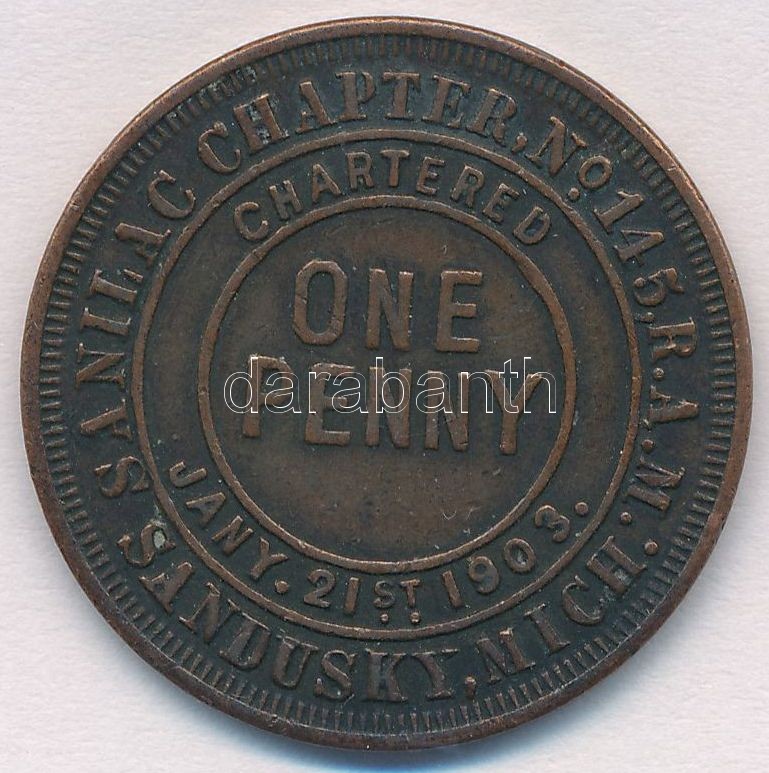 SANILAC CHAPTER, No. 145, R.A.M.
SANDUSKY, MICH.
CHARTERED
JANY. 21ST 1903.
ONE
PENNY
darabanth